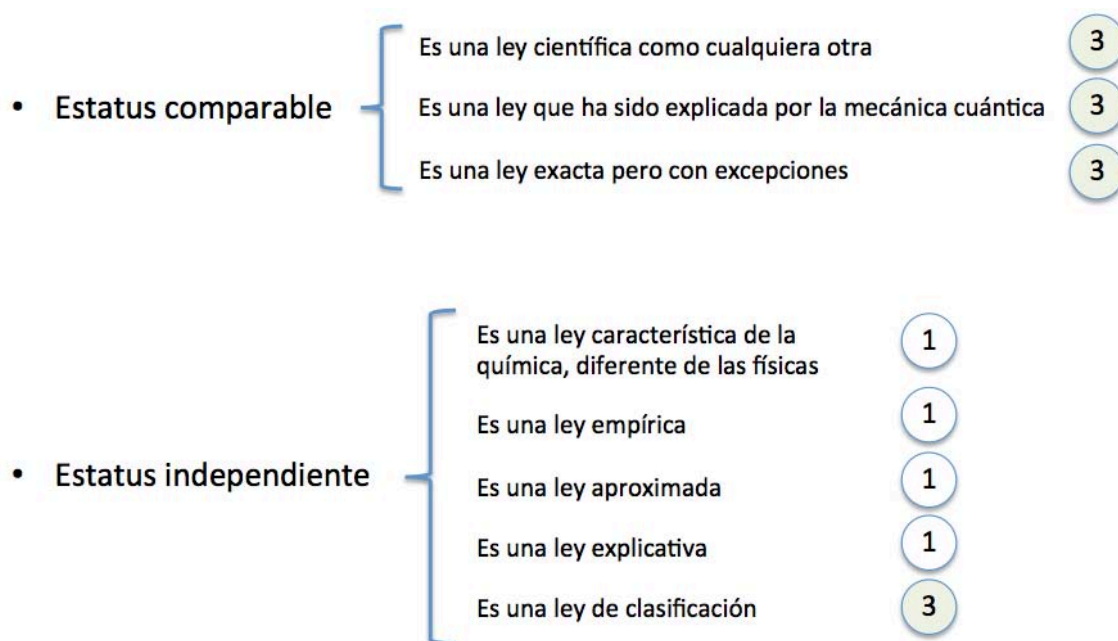 Es una ley científica como cualquiera otra 3
• Estatus comparable
Es una ley que ha sido explicada por la mecánica cuántica 3
Es una ley exacta pero con excepciones 3
Es una ley característica de la
química, diferente de las físicas 1
Es una ley empírica 1
• Estatus independiente
Es una ley aproximada 1
Es una ley explicativa 1
Es una ley de clasificación 3